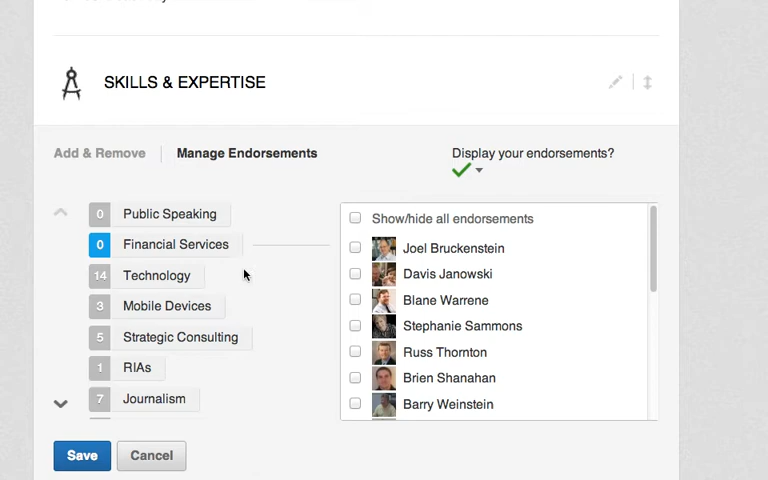 SKILLS & EXPERTISE
Add & Remove
Manage Endorsements
Display your endorsements?
0 Public Speaking
0 Financial Services
14 Technology
3 Mobile Devices
5 Strategic Consulting
1 RIAs
7 Journalism
Show/hide all endorsements
Joel Bruckenstein
Davis Janowski
Blane Warrene
Stephanie Sammons
Russ Thornton
Brien Shanahan
Barry Weinstein
Save
Cancel